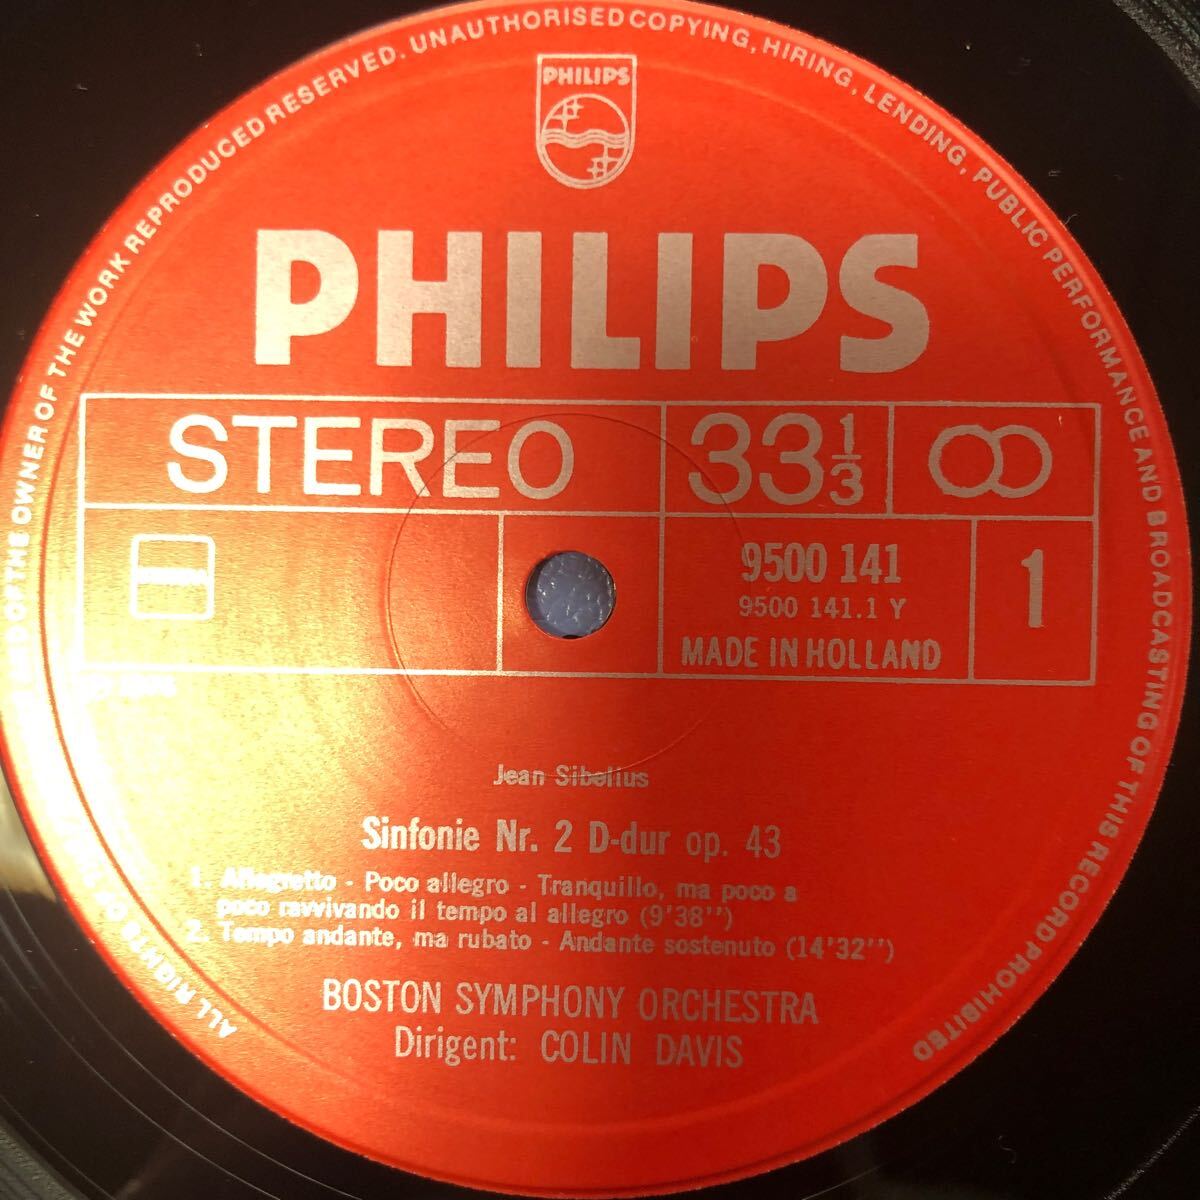 ALL RIGHTS OF THE
AND OF THE OWNER OF THE WORK REPRODUCED RESERVED. UNAUTHORISED COPYING, HIRING, LENDING, PUBLIC PERFORMANCE AND BROADCASTING OF THIS RECORD PROHIBITED
PHILIPS
PHILIPS
STEREO
33 1/3
9500 141
9500 141.1 Y
MADE IN HOLLAND
1
Jean Sibelius
Sinfonie Nr. 2 D-dur op. 43
1. Allegretto - Poco allegro - Tranquillo, ma poco a
poco ravvivando il tempo al allegro (9'38")
2. Tempo andante, ma rubato - Andante sostenuto (14'32")
BOSTON SYMPHONY ORCHESTRA
Dirigent: COLIN DAVIS